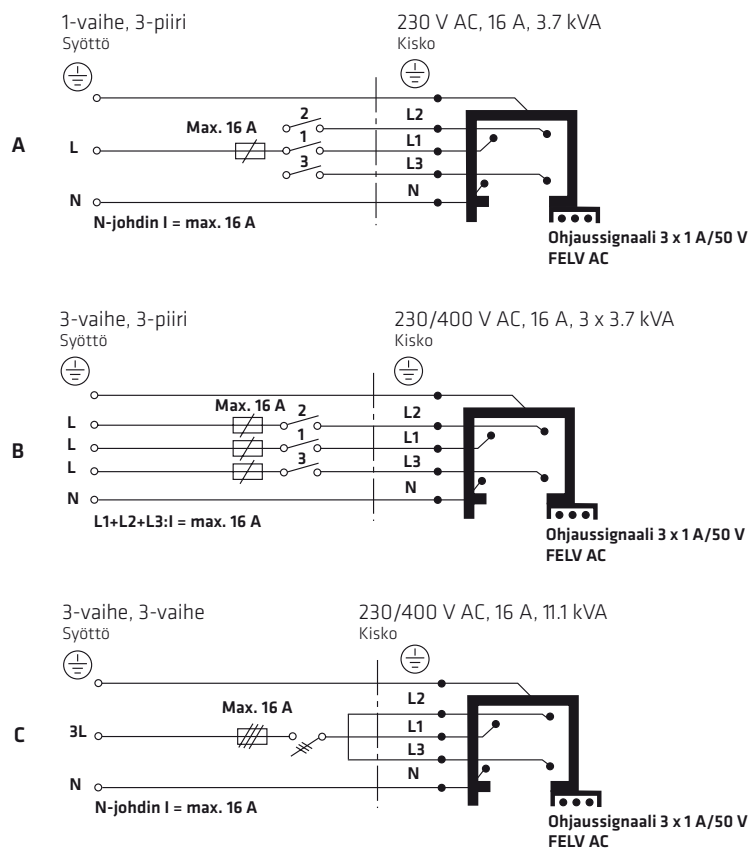 1-vaihe, 3-piiri
Syöttö
230 V AC, 16 A, 3.7 kVA
Kisko
A
L
N
Max. 16 A
2
1
3
L2
L1
L3
N
N-johdin I = max. 16 A
Ohjaussignaali 3 x 1 A/50 V
FELV AC
3-vaihe, 3-piiri
Syöttö
230/400 V AC, 16 A, 3 x 3.7 kVA
Kisko
B
L
L
L
N
Max. 16 A
2
1
3
L2
L1
L3
N
L1+L2+L3:I = max. 16 A
Ohjaussignaali 3 x 1 A/50 V
FELV AC
3-vaihe, 3-vaihe
Syöttö
230/400 V AC, 16 A, 11.1 kVA
Kisko
C
3L
N
Max. 16 A
L2
L1
L3
N
N-johdin I = max. 16 A
Ohjaussignaali 3 x 1 A/50 V
FELV AC